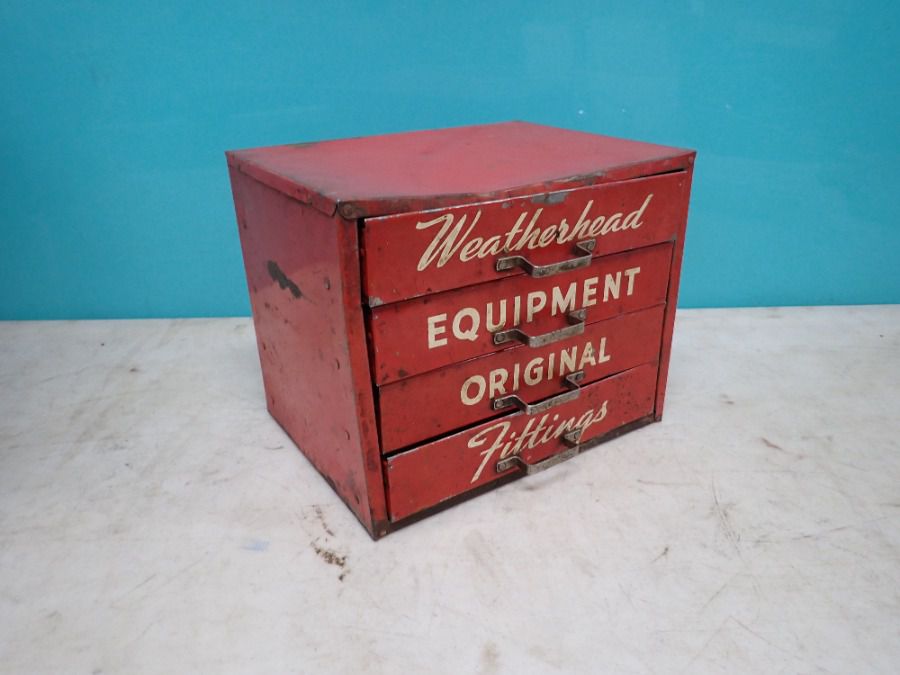 Weatherhead
EQUIPMENT
ORIGINAL
Fittings